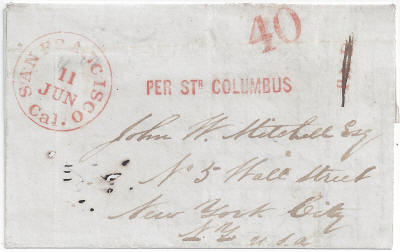 40
SAN FRANCISCO
11
JUN
Cal.
PER STR COLUMBUS
John W. Mitchell Esq
No 5 Wall Street
New York City
N.Y. U.S.A